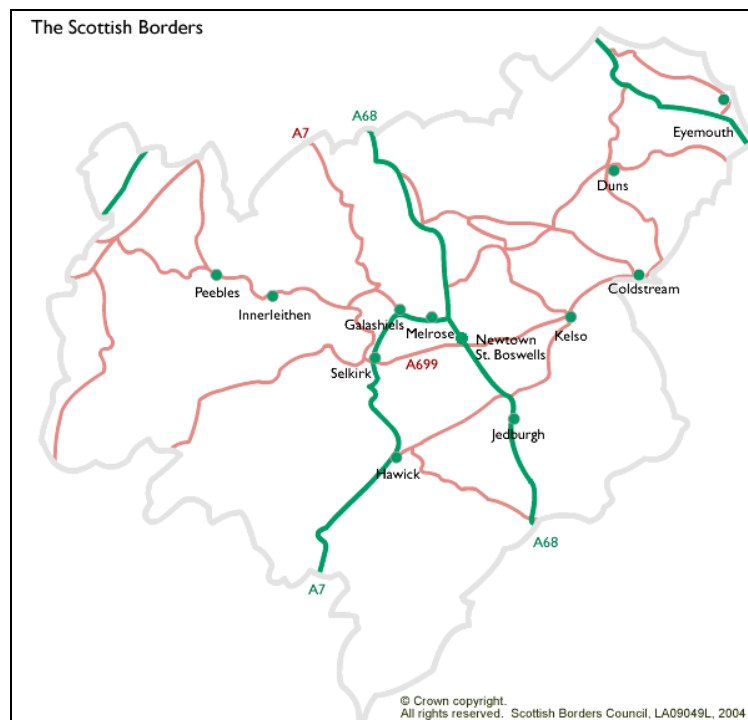 The Scottish Borders
A68
A7
Eyemouth
Duns
Peebles
Innerleithen
Coldstream
Galashiels
Melrose
Newtown
St. Boswells
Kelso
Selkirk
A699
Jedburgh
Hawick
A68
A7
© Crown copyright.
All rights reserved. Scottish Borders Council, LA09049L, 2004